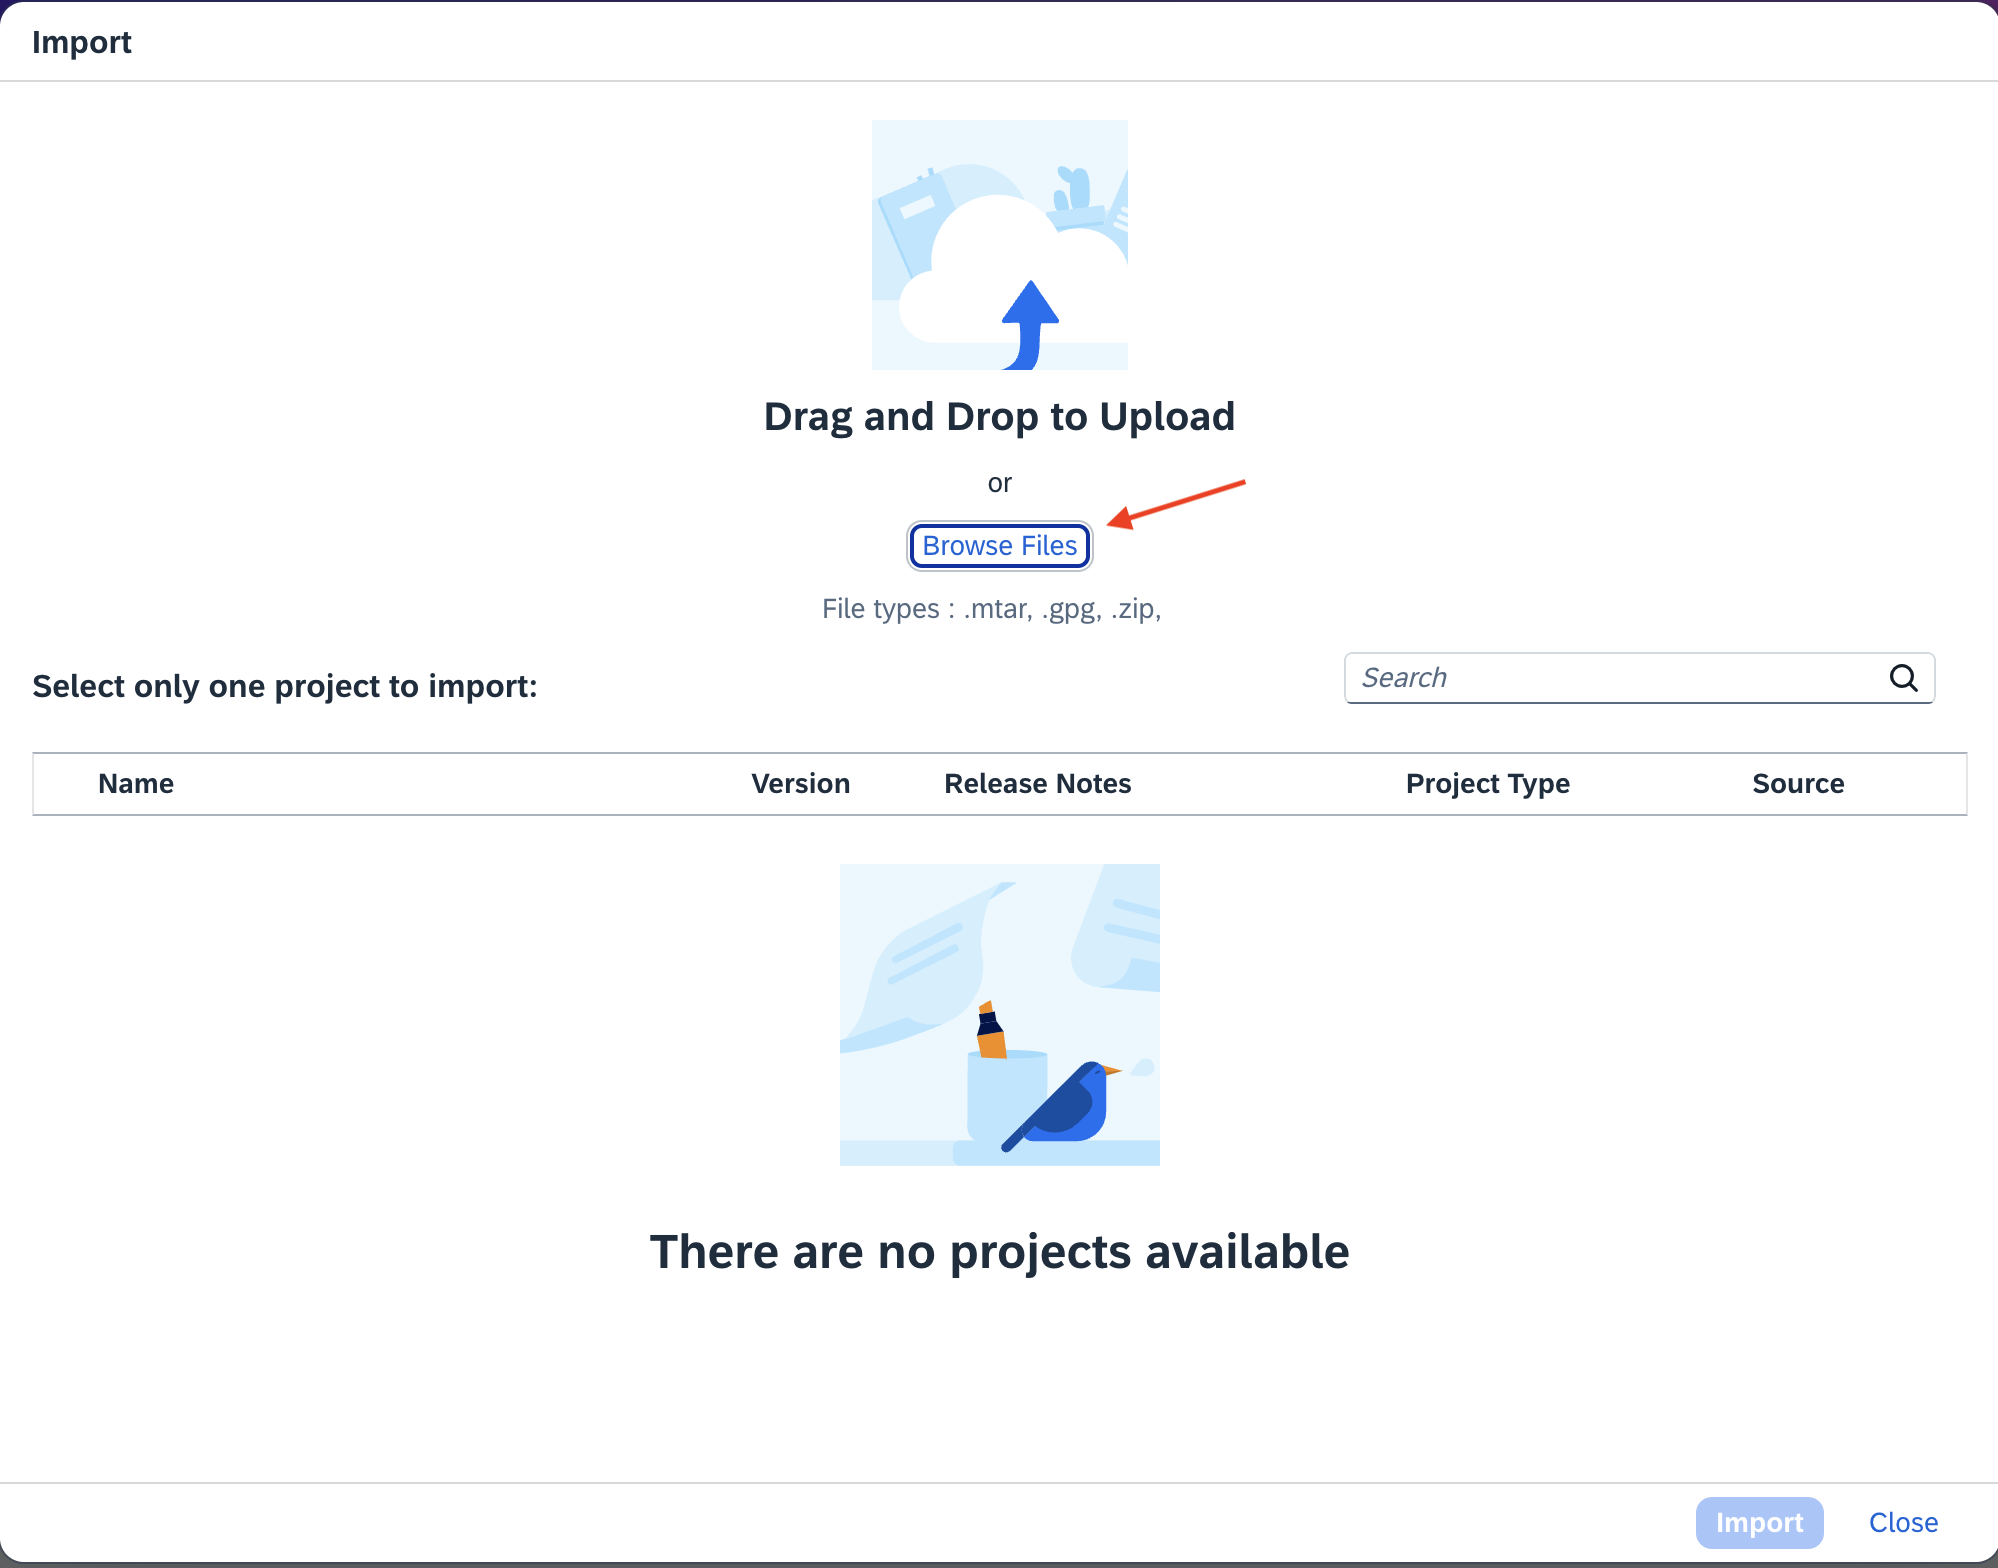 Import
Drag and Drop to Upload
or
Browse Files
File types : .mtar, .gpg, .zip,
Select only one project to import:
Search
Name Version Release Notes Project Type Source
There are no projects available
Import Close